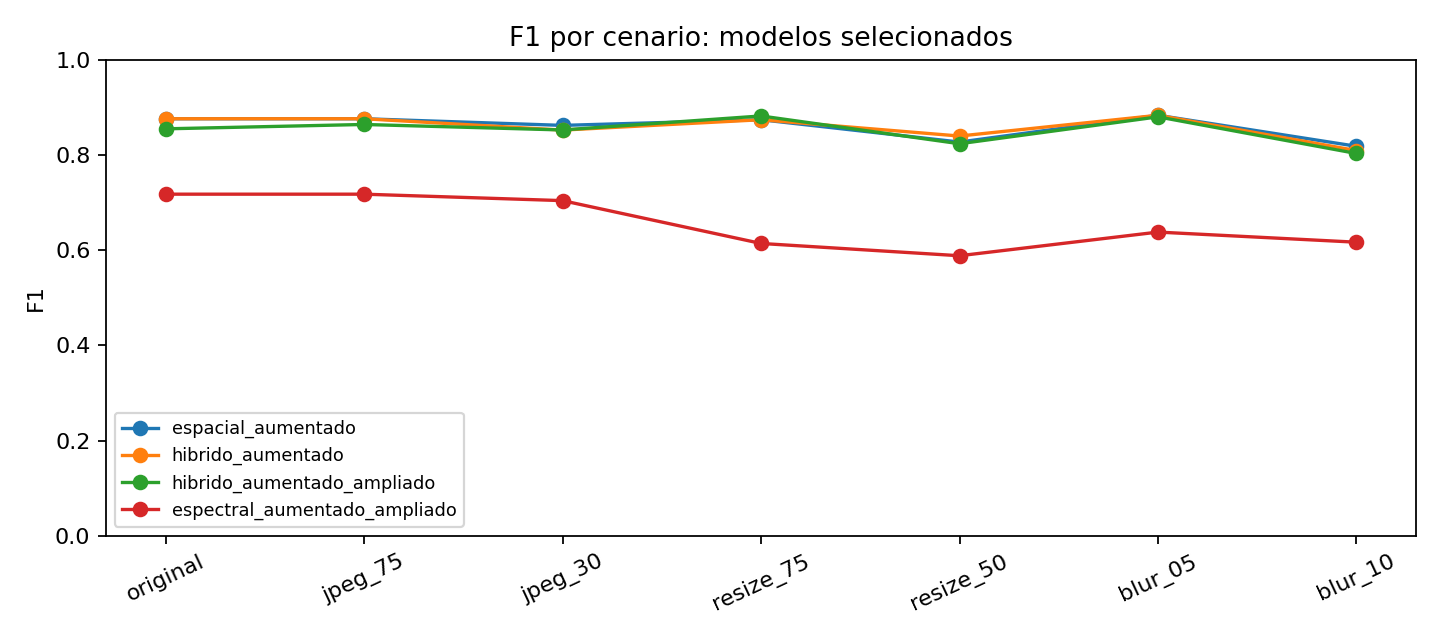 F1 por cenario: modelos selecionados
1.0
0.8
0.6
0.4
0.2
0.0
F1
espacial_aumentado
hibrido_aumentado
hibrido_aumentado_ampliado
espectral_aumentado_ampliado
original
jpeg_75
jpeg_30
resize_75
resize_50
blur_05
blur_10